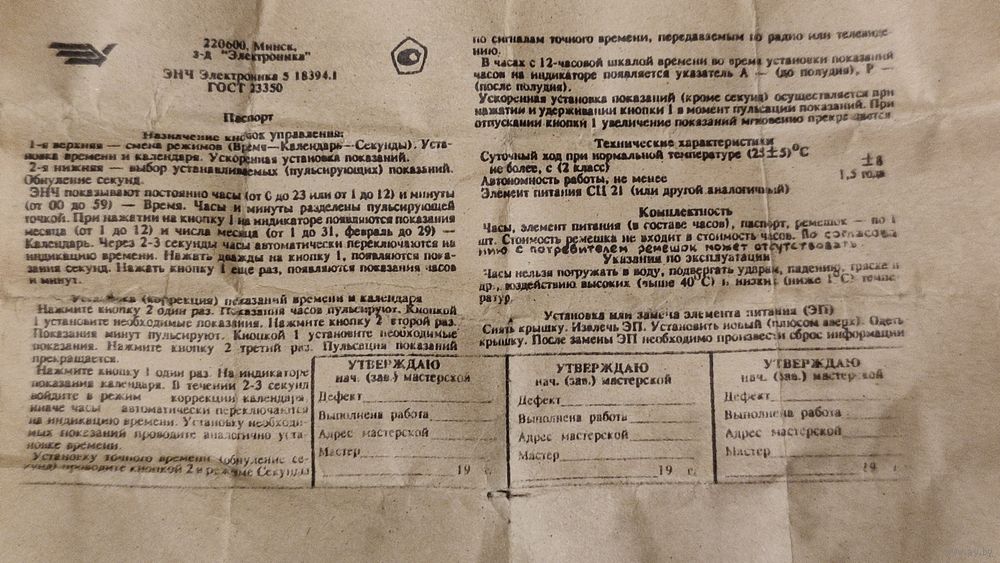 220600, Минск,
з-д "Электроника"
ЭНЧ Электроника 5 18394.1
ГОСТ 23350
Паспорт
Назначение кнопок управления:
1-я верхняя — смена режимов (Время—Календарь—Секунды). Уста-
новка времени и календаря. Ускоренная установка показаний.
2-я нижняя — выбор устанавливаемых (пульсирующих) показаний.
Обнуление секунд.
ЭНЧ показывают постоянно часы (от 0 до 23 или от 1 до 12) и минуты
(от 00 до 59) — Время. Часы и минуты разделены пульсирующей
точкой. При нажатии на кнопку 1 на индикаторе появляются показания
месяца (от 1 до 12) и числа месяца (от 1 до 31, февраль до 29) —
Календарь. Через 2-3 секунды часы автоматически переключаются на
индикацию времени. Нажать дважды на кнопку 1, появляются пока-
зания секунд. Нажать кнопку 1 еще раз, появляются показания часов
и минут.
Установка (коррекция) показаний времени и календаря
Нажмите кнопку 2 один раз. Показания часов пульсируют. Кнопкой
1 установите необходимые показания. Нажмите кнопку 2 второй раз.
Показания минут пульсируют. Кнопкой 1 установите необходимые
показания. Нажмите кнопку 2 третий раз. Пульсация показаний
прекращается.
Нажмите кнопку 1 один раз. На индикаторе
показания календаря. В течении 2-3 секунд
войдите в режим коррекции календаря,
иначе часы автоматически переключаются
на индикацию времени. Установку необходи-
мых показаний проводите аналогично уста-
новке времени.
Установку точного времени (обнуление се-
кунд) проводите кнопкой 2 в режиме Секунды
по сигналам точного времени, передаваемым по радио или телевиде-
нию.
В часах с 12-часовой шкалой времени во время установки показаний
часов на индикаторе появляется указатель А — (до полудня), Р —
(после полудня).
Ускоренная установка показаний (кроме секунд) осуществляется при
нажатии и удерживании кнопки 1 в момент пульсации показаний. При
отпускании кнопки 1 увеличение показаний мгновенно прекращается.
Технические характеристики
Суточный ход при нормальной температуре (25±5)°С
не более, с (2 класс) ±8
Автономность работы, не менее 1,5 года
Элемент питания СЦ 21 (или другой аналогичный)
Комплектность
Часы, элемент питания (в составе часов), паспорт, ремешок — по 1
шт. Стоимость ремешка не входит в стоимость часов. По согласова
нию с потребителем ремешок может отсутствовать.
Указания по эксплуатации
Часы нельзя погружать в воду, подвергать ударам, падению, тряске и
др., воздействию высоких (выше 40°С) и низких (ниже 1°С) темпе
ратур.
Установка или замена элемента питания (ЭП)
Снять крышку. Извлечь ЭП. Установить новый (плюсом вверх). Одеть
крышку. После замены ЭП необходимо произвести сброс информации
УТВЕРЖДАЮ
нач. (зав.) мастерской
Дефект
Выполнена работа
Адрес мастерской
Мастер
19 г.
УТВЕРЖДАЮ
нач. (зав.) мастерской
Дефект
Выполнена работа
Адрес мастерской
Мастер
19 г.
УТВЕРЖДАЮ
нач. (зав.) мастерской
Дефект
Выполнена работа
Адрес мастерской
Мастер
19 г.
www.ay.by